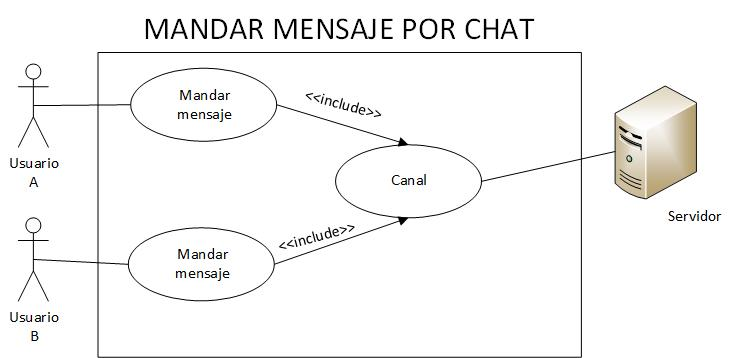 MANDAR MENSAJE POR CHAT
Mandar
mensaje
<<include>>
Usuario
A
Canal
Servidor
Mandar
mensaje
<<include>>
Usuario
B